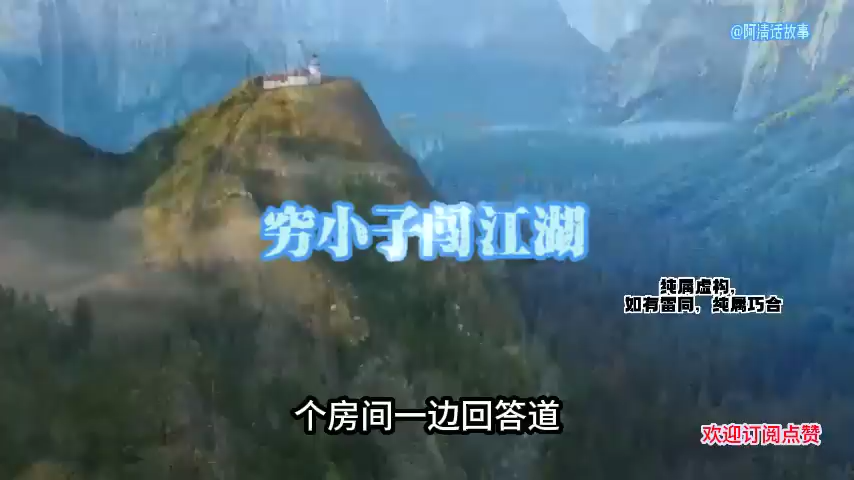 @阿清话故事
穷小子闯江湖
纯属虚构，
如有雷同，纯属巧合
个房间一边回答道
欢迎订阅点赞